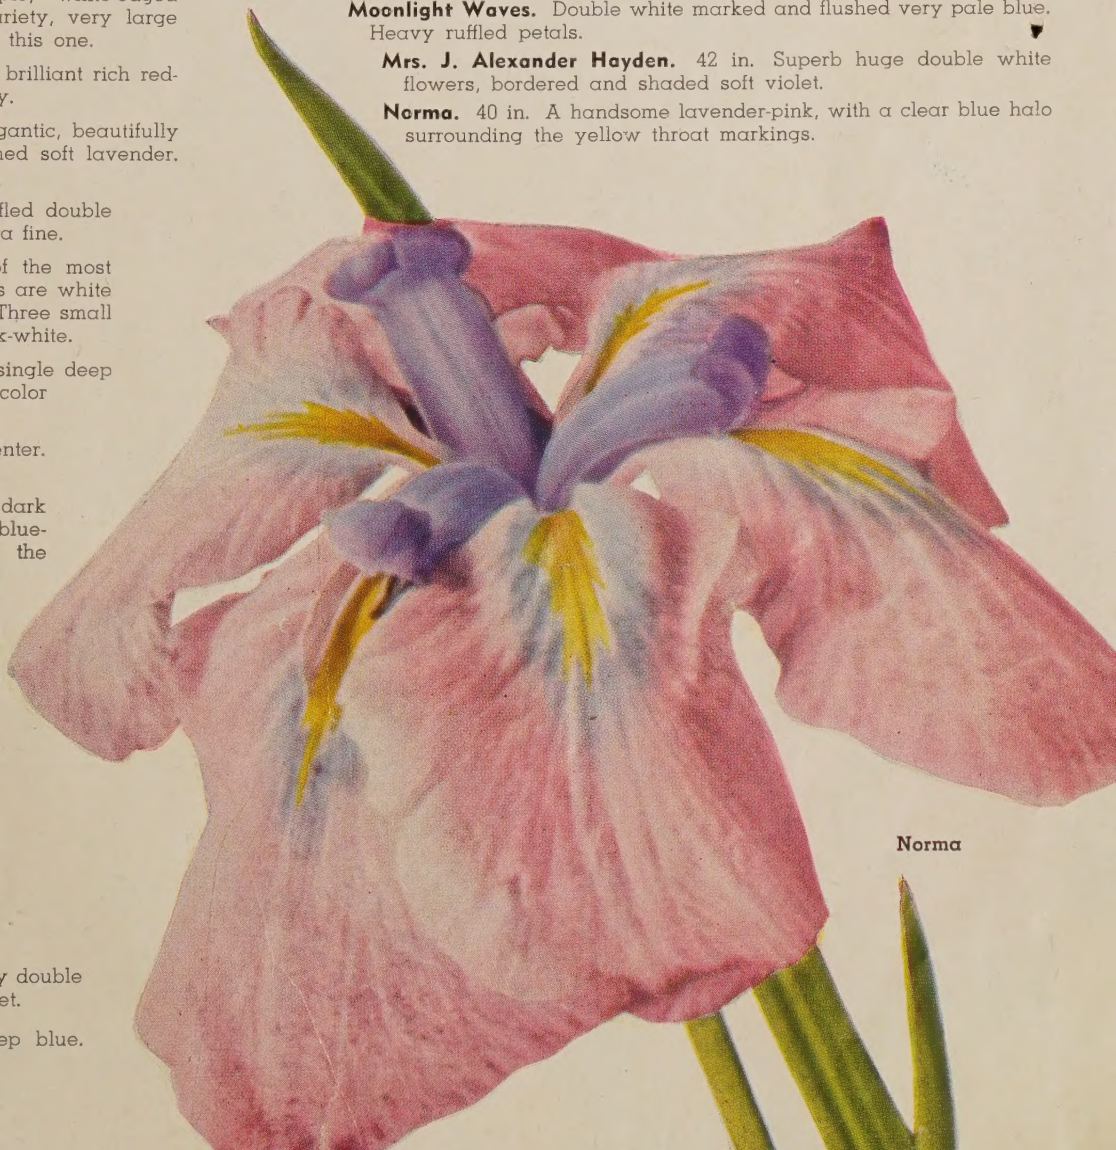 riety, very large
this one.
brilliant rich red-
y.
gantic, beautifully
ned soft lavender.
fled double
a fine.
f the most
s are white
Three small
k-white.
single deep
color
nter.
dark
blue-
the
y double
et.
ep blue.
Moonlight Waves. Double white marked and flushed very pale blue.
Heavy ruffled petals.
Mrs. J. Alexander Hayden. 42 in. Superb huge double white
flowers, bordered and shaded soft violet.
Norma. 40 in. A handsome lavender-pink, with a clear blue halo
surrounding the yellow throat markings.
Norma